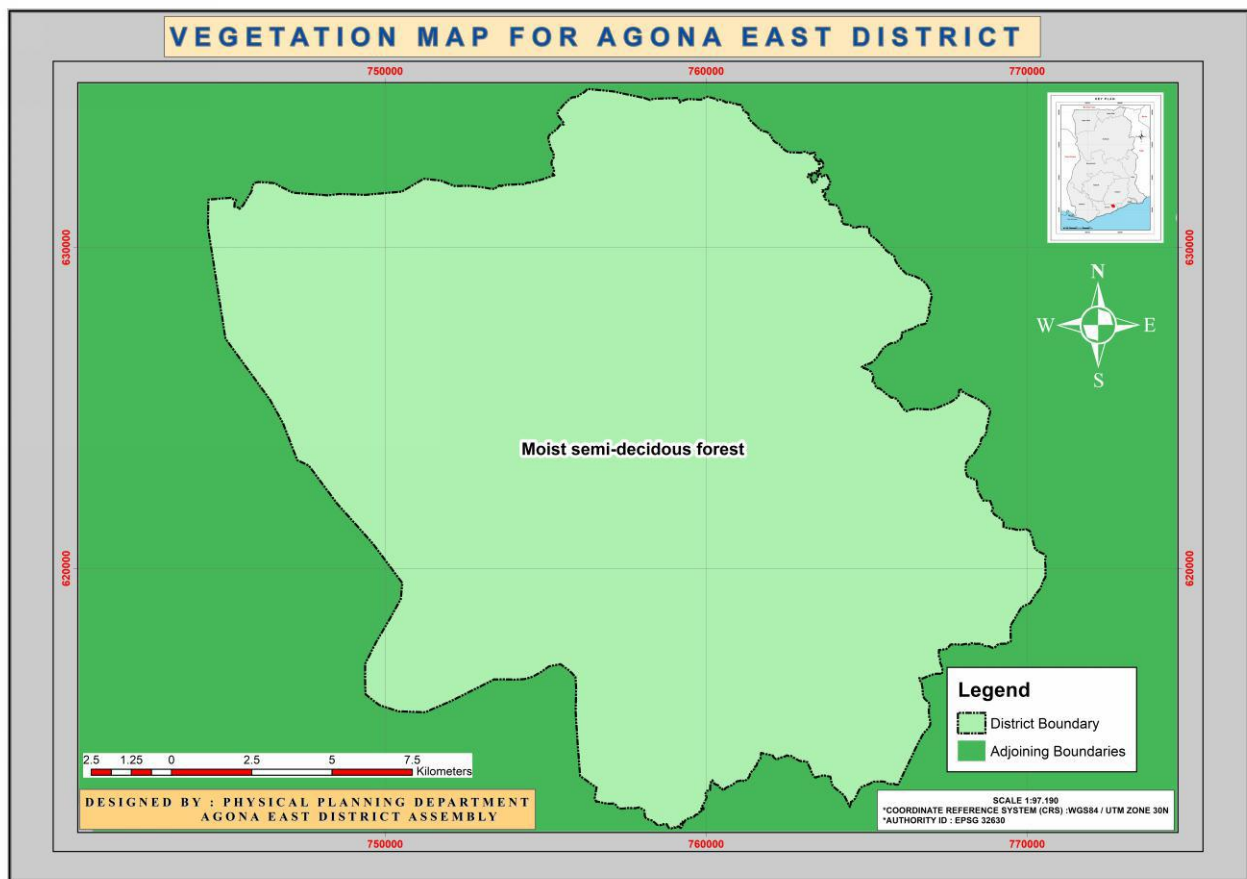 VEGETATION MAP FOR AGONA EAST DISTRICT
750000 760000 770000
KEY PLAN
630000 630000
N
W E
S
Moist semi-decidous forest
620000 620000
Legend
District Boundary
Adjoining Boundaries
2.5 1.25 0 2.5 5 7.5
Kilometers
DESIGNED BY : PHYSICAL PLANNING DEPARTMENT
AGONA EAST DISTRICT ASSEMBLY
SCALE 1:97.190
*COORDINATE REFERENCE SYSTEM (CRS) :WGS84 / UTM ZONE 30N
*AUTHORITY ID : EPSG 32630
750000 760000 770000